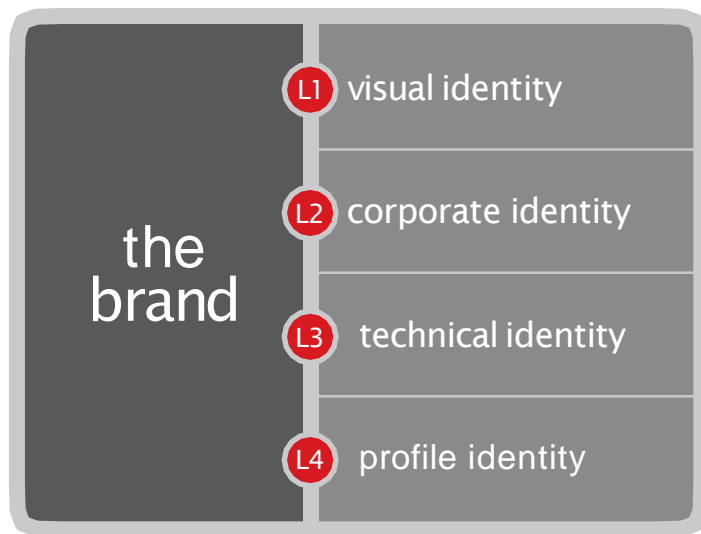 the
brand
L1 visual identity
L2 corporate identity
L3 technical identity
L4 profile identity